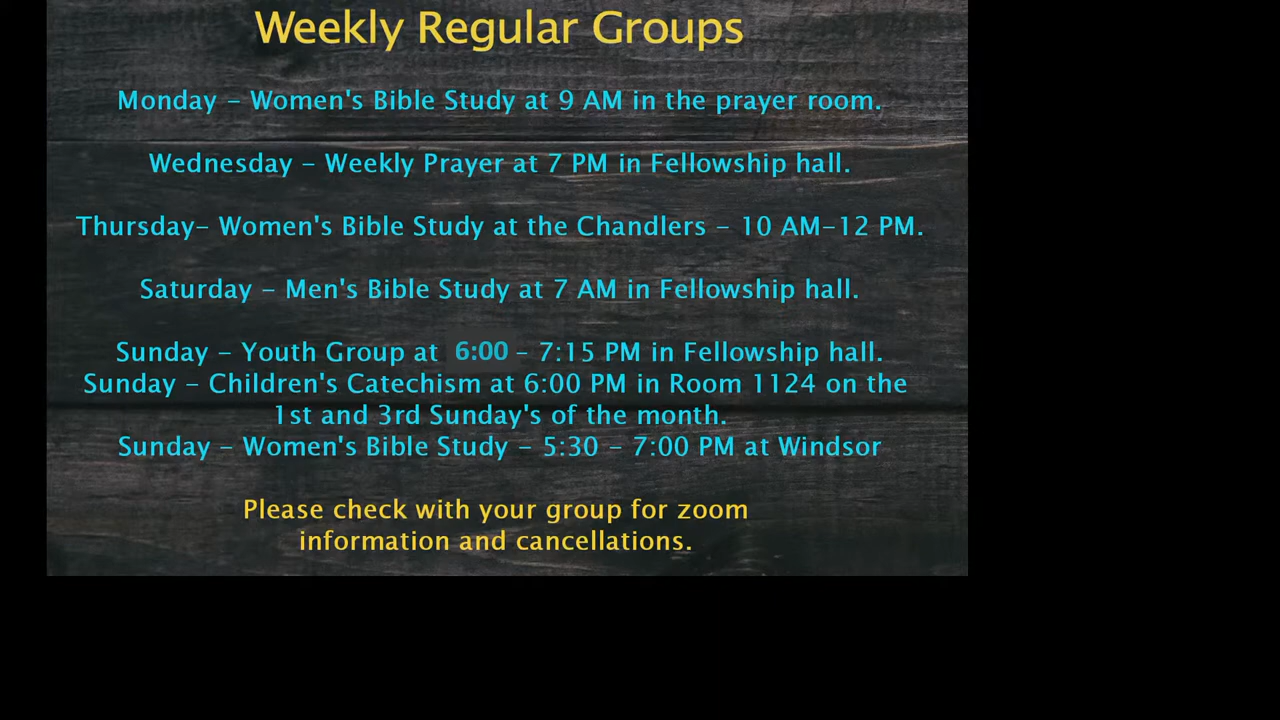 Weekly Regular Groups
Monday – Women's Bible Study at 9 AM in the prayer room.
Wednesday – Weekly Prayer at 7 PM in Fellowship hall.
Thursday– Women's Bible Study at the Chandlers – 10 AM–12 PM.
Saturday – Men's Bible Study at 7 AM in Fellowship hall.
Sunday – Youth Group at 6:00 – 7:15 PM in Fellowship hall.
Sunday – Children's Catechism at 6:00 PM in Room 1124 on the
1st and 3rd Sunday's of the month.
Sunday – Women's Bible Study – 5:30 – 7:00 PM at Windsor
Please check with your group for zoom
information and cancellations.